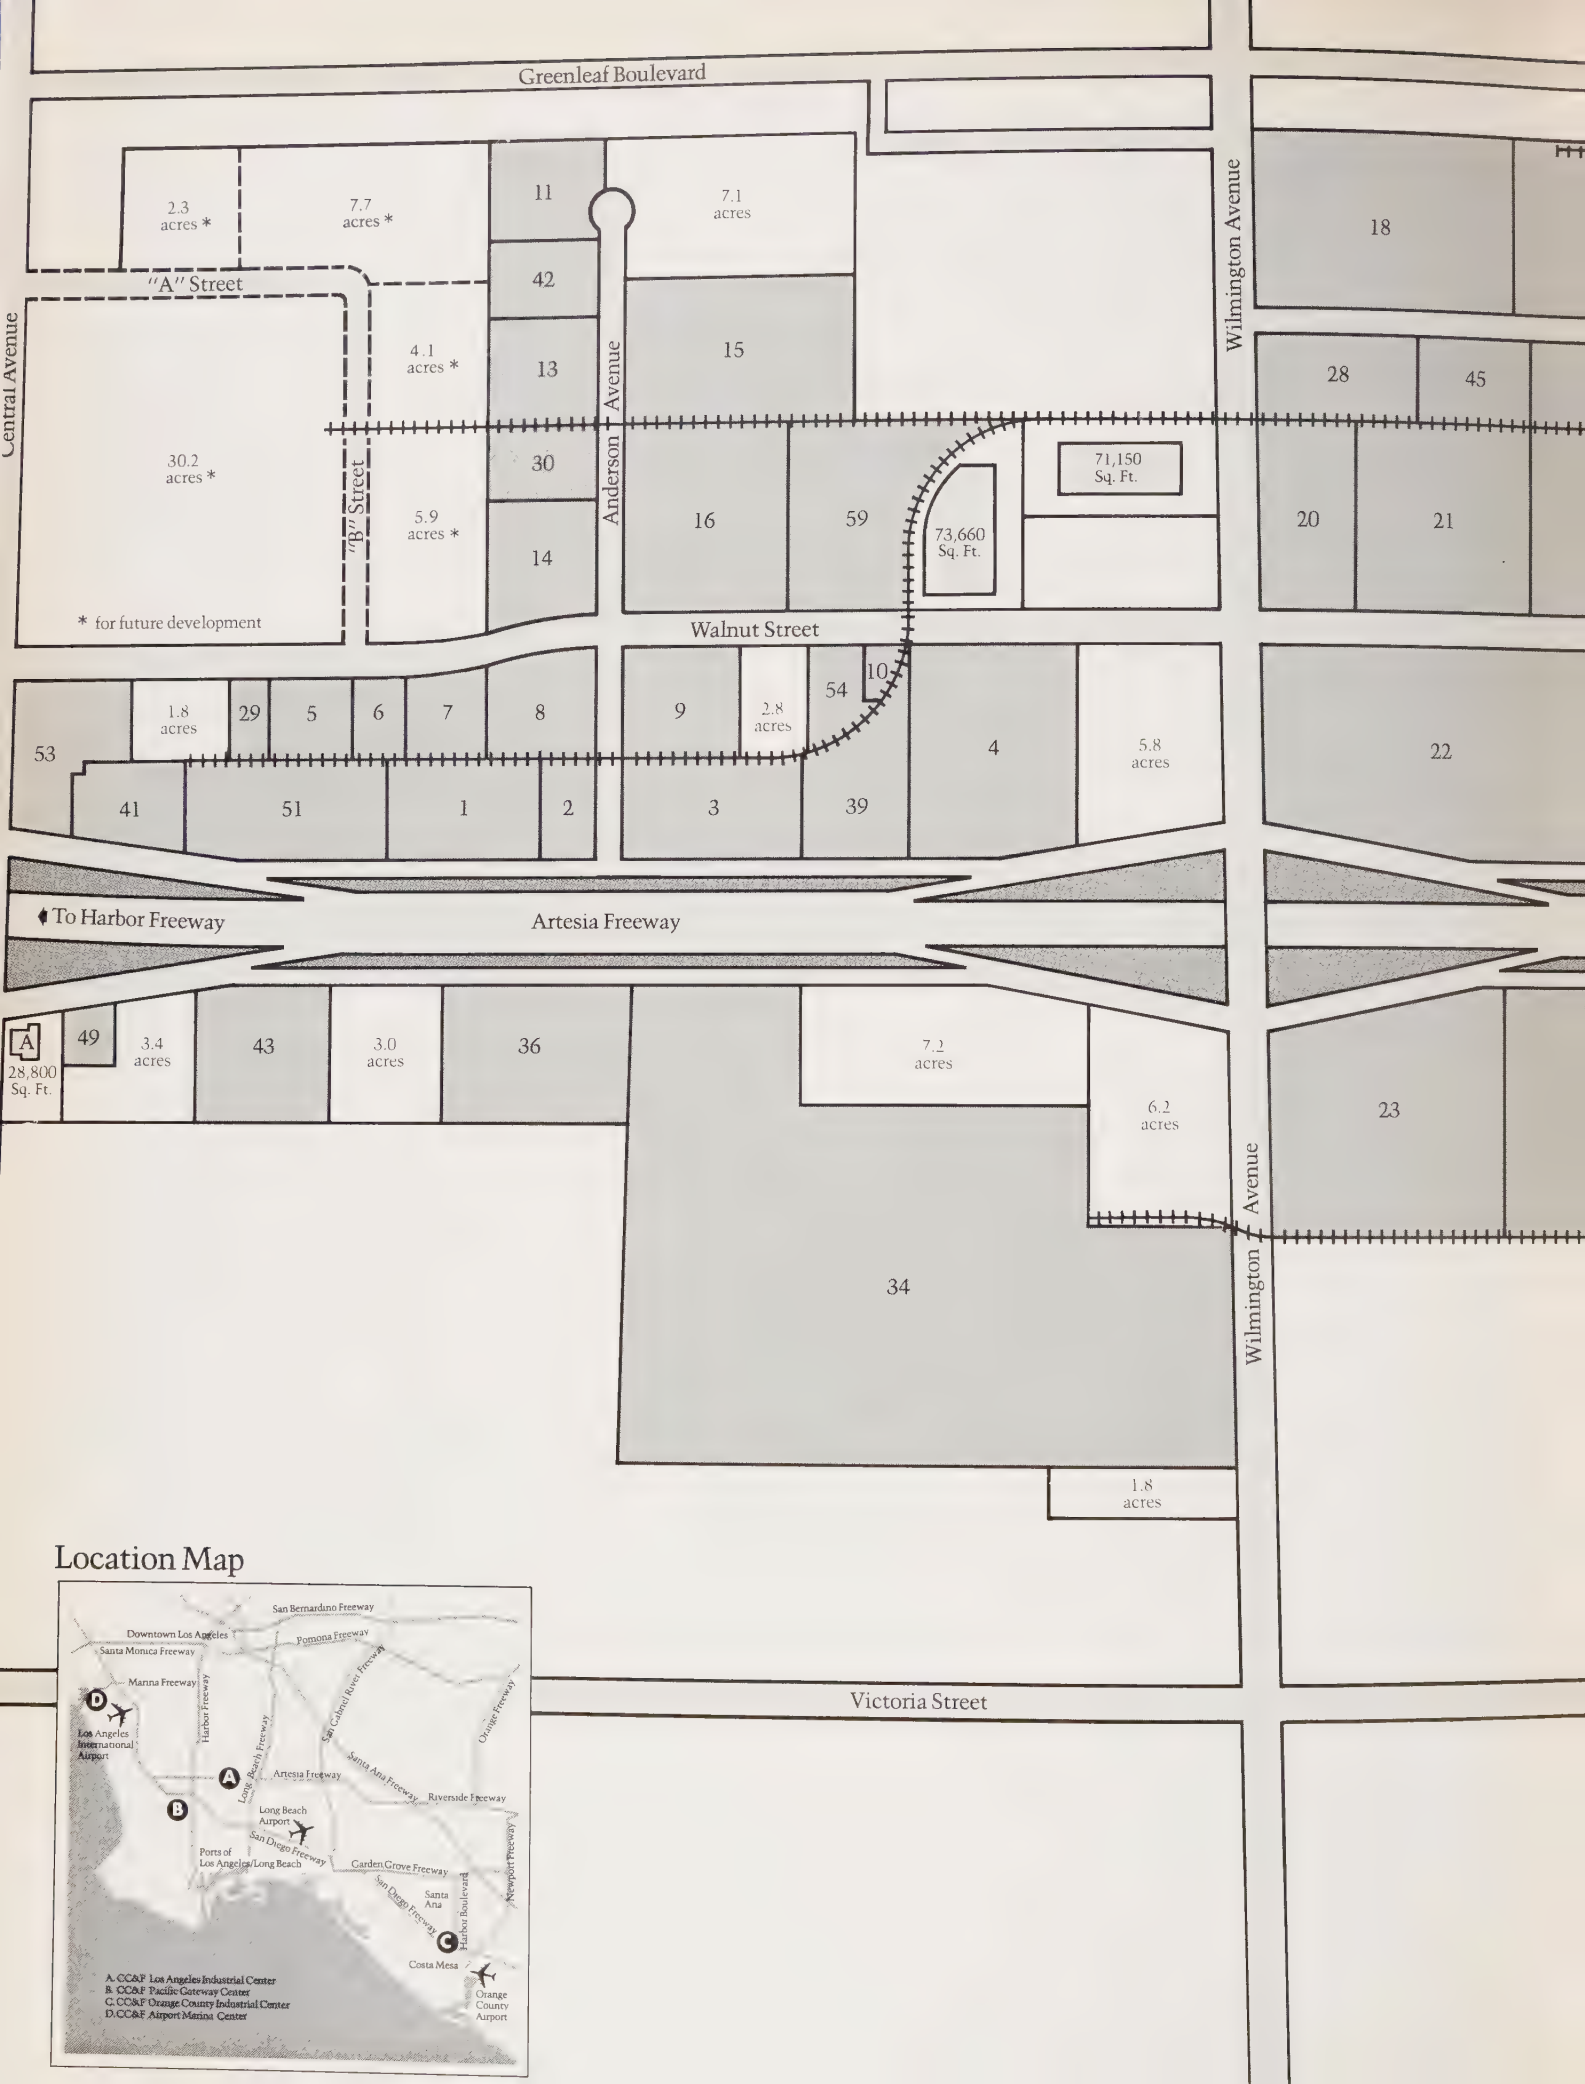 Greenleaf Boulevard
2.3
acres *
7.7
acres *
11
7.1
acres
Wilmington Avenue
18
"A" Street
42
Central Avenue
4.1
acres *
13
Anderson Avenue
15
28
45
30.2
acres *
"B" Street
5.9
acres *
30
14
16
59
73,660
Sq. Ft.
71,150
Sq. Ft.
20
21
* for future development
Walnut Street
53
1.8
acres
29
5
6
7
8
9
2.8
acres
54
10
4
5.8
acres
22
41
51
1
2
3
39
To Harbor Freeway
Artesia Freeway
A
28,800
Sq. Ft.
49
3.4
acres
43
3.0
acres
36
7.2
acres
6.2
acres
23
Wilmington Avenue
34
1.8
acres
Victoria Street
Location Map
San Bernardino Freeway
Downtown Los Angeles
Pomona Freeway
Santa Monica Freeway
Marina Freeway
Harbor Freeway
San Gabriel River Freeway
Orange Freeway
D
Los Angeles
International
Airport
Long Beach Freeway
A
Artesia Freeway
Santa Ana Freeway
Riverside Freeway
B
Long Beach
Airport
San Diego Freeway
Ports of
Los Angeles/Long Beach
Garden Grove Freeway
Newport Freeway
San Diego Freeway
Santa
Ana
Harbor Boulevard
C
Costa Mesa
Orange
County
Airport
A. CC&F Los Angeles Industrial Center
B. CC&F Pacific Gateway Center
C. CC&F Orange County Industrial Center
D. CC&F Airport Marina Center